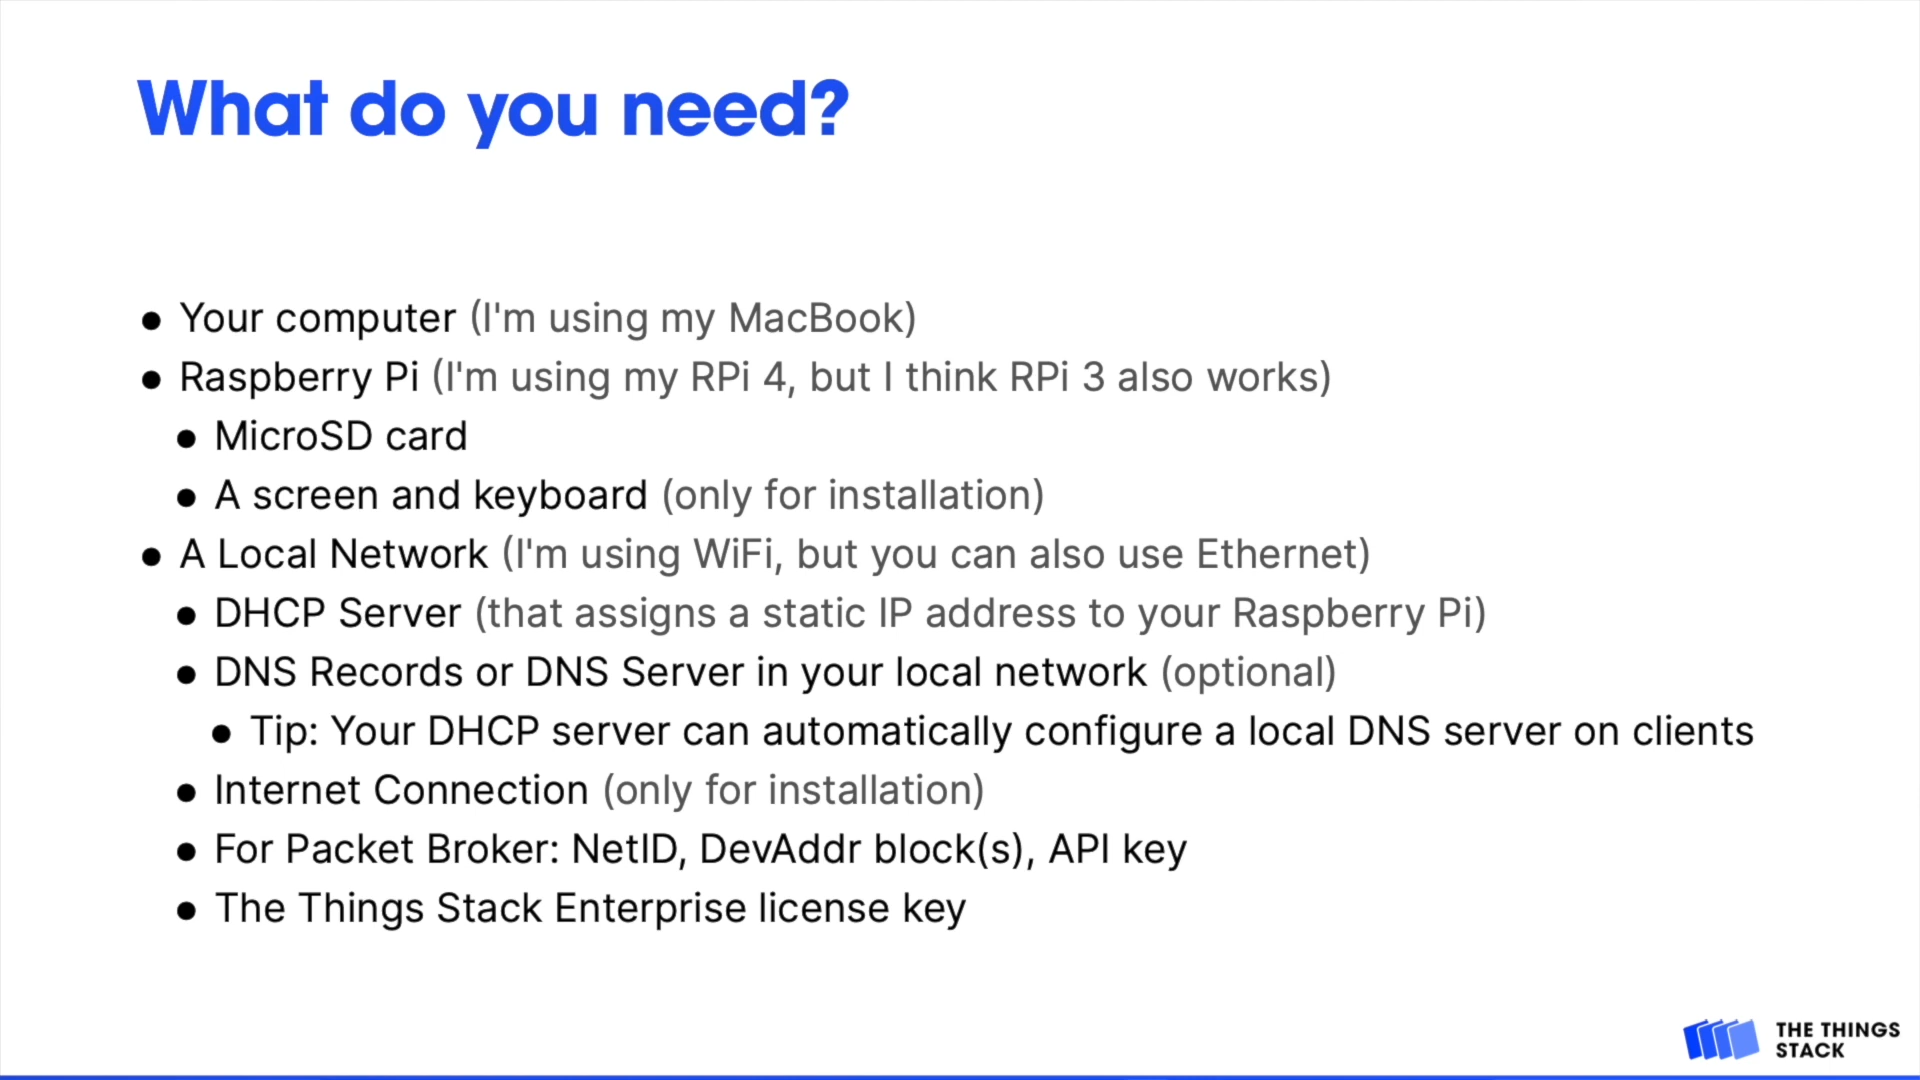 What do you need?
● Your computer (I'm using my MacBook)
● Raspberry Pi (I'm using my RPi 4, but I think RPi 3 also works)
● MicroSD card
● A screen and keyboard (only for installation)
● A Local Network (I'm using WiFi, but you can also use Ethernet)
● DHCP Server (that assigns a static IP address to your Raspberry Pi)
● DNS Records or DNS Server in your local network (optional)
● Tip: Your DHCP server can automatically configure a local DNS server on clients
● Internet Connection (only for installation)
● For Packet Broker: NetID, DevAddr block(s), API key
● The Things Stack Enterprise license key
THE THINGS
STACK